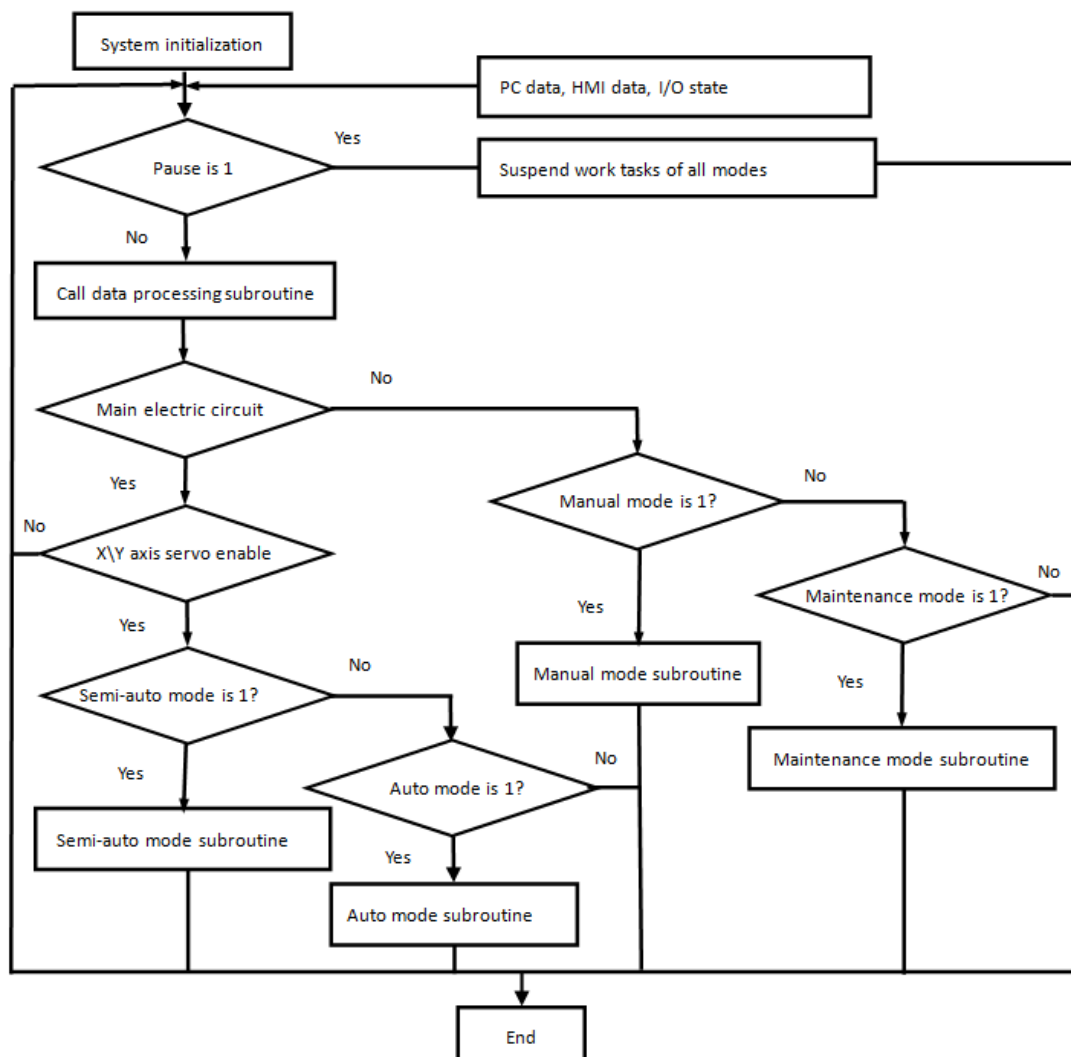 System initialization
PC data, HMI data, I/O state
Yes
Pause is 1
Suspend work tasks of all modes
No
Call data processing subroutine
No
Main electric circuit
Yes
No
Manual mode is 1?
No
X\Y axis servo enable
No
Maintenance mode is 1?
Yes
Yes
No
Manual mode subroutine
Semi-auto mode is 1?
Yes
No
Maintenance mode subroutine
Yes
Auto mode is 1?
Semi-auto mode subroutine
Yes
Auto mode subroutine
End